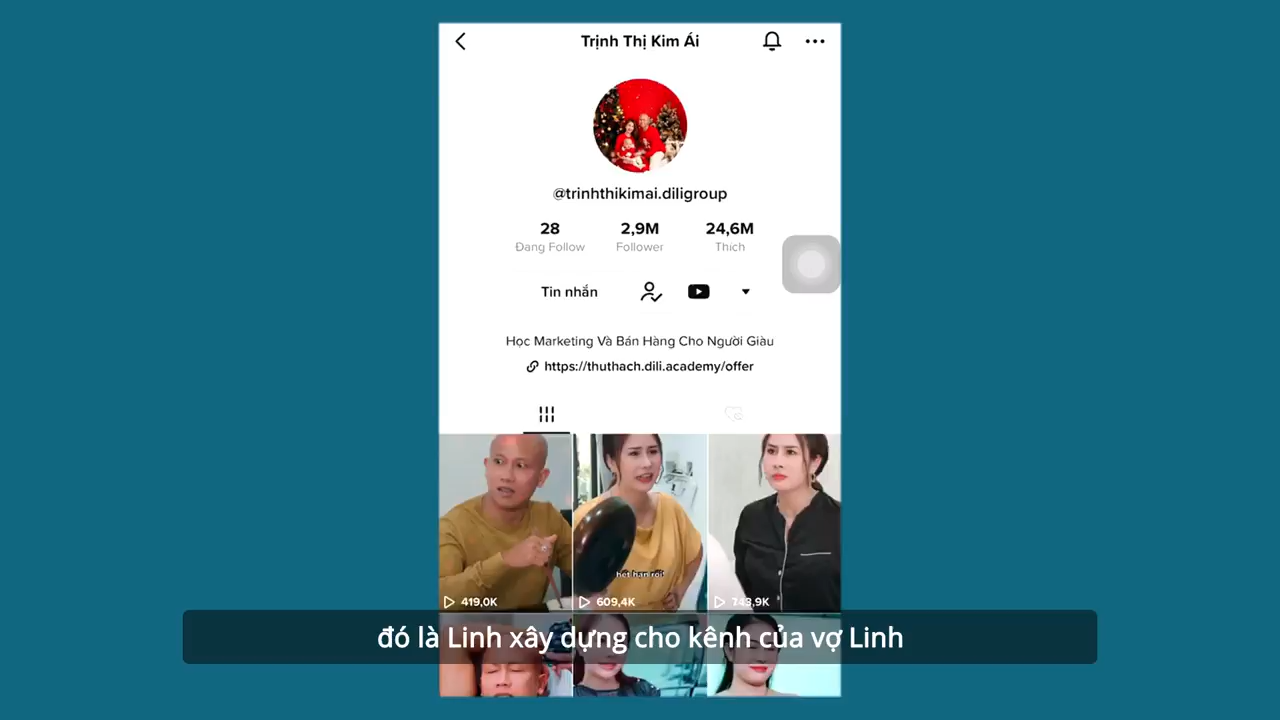 Trịnh Thị Kim Ái
@trinhthikimai.diligroup
28 2,9M 24,6M
Đang Follow Follower Thích
Tin nhắn
Học Marketing Và Bán Hàng Cho Người Giàu
https://thuthach.dili.academy/offer
hết hạn rồi!
419,0K 609,4K 743,9K
đó là Linh xây dựng cho kênh của vợ Linh